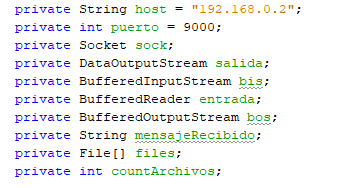 private String host = "192.168.0.2";
private int puerto = 9000;
private Socket sock;
private DataOutputStream salida;
private BufferedInputStream bis;
private BufferedReader entrada;
private BufferedOutputStream bos;
private String mensajeRecibido;
private File[] files;
private int countArchivos;